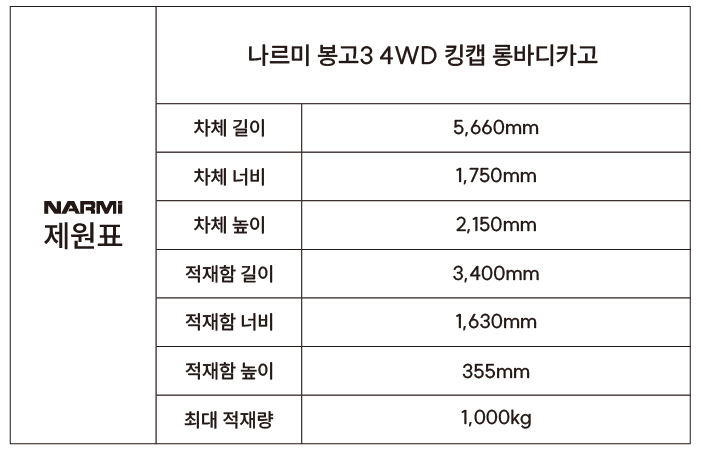 나르미 봉고3 4WD 킹캡 롱바디카고
NARMi
제원표
차체 길이 5,660mm
차체 너비 1,750mm
차체 높이 2,150mm
적재함 길이 3,400mm
적재함 너비 1,630mm
적재함 높이 355mm
최대 적재량 1,000kg